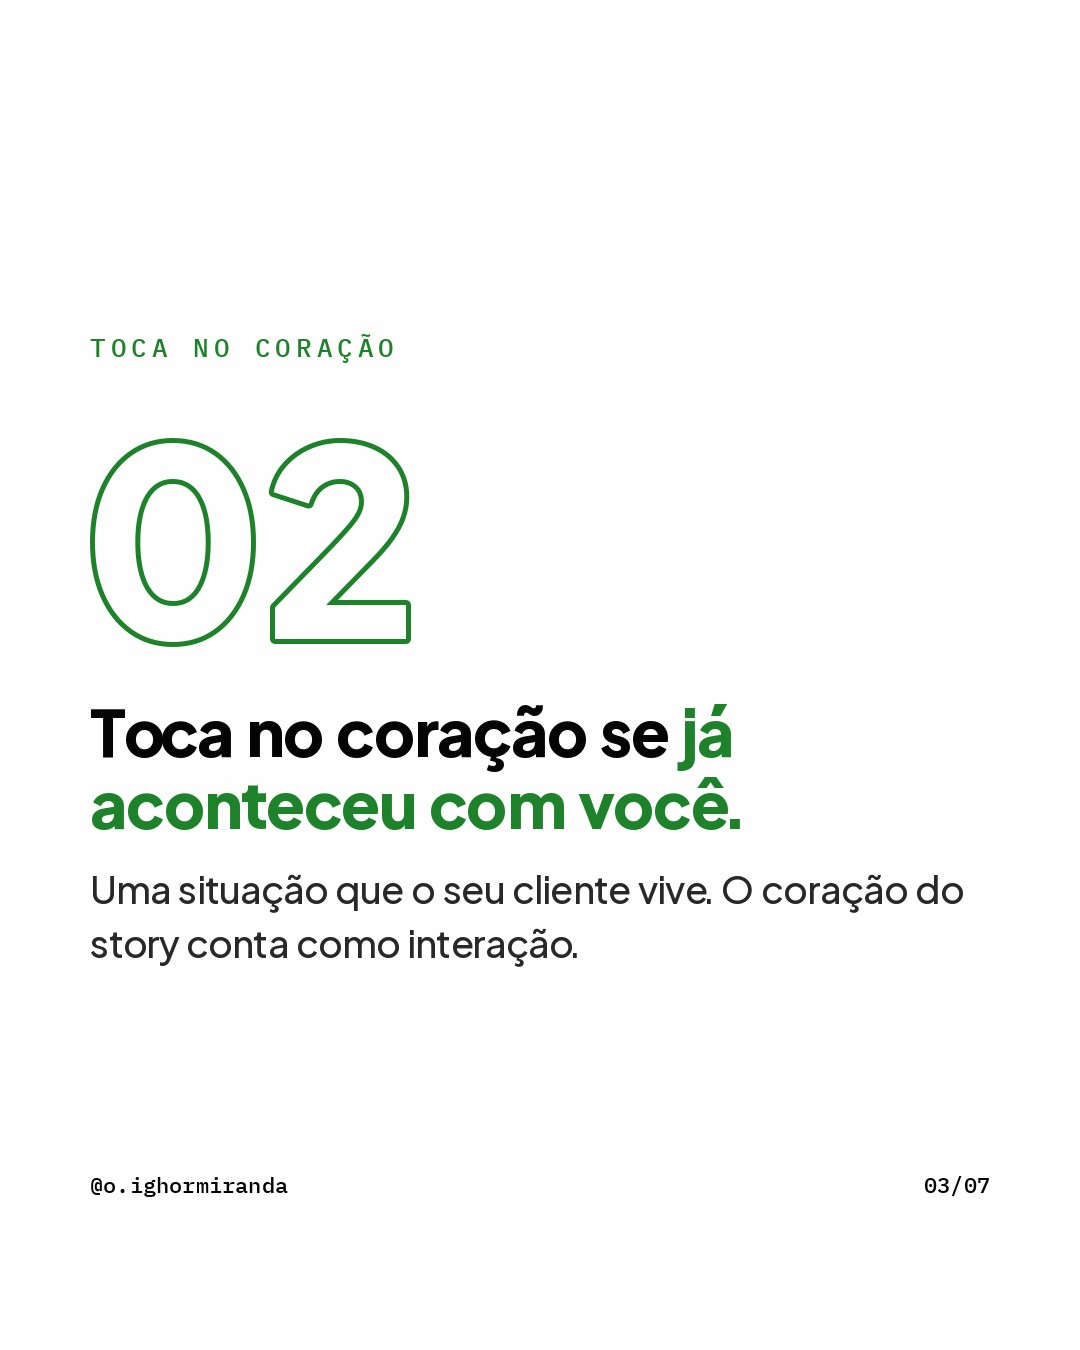 TOCA NO CORAÇÃO
02
Toca no coração se já
aconteceu com você.
Uma situação que o seu cliente vive. O coração do
story conta como interação.
@o.ighormiranda
03/07